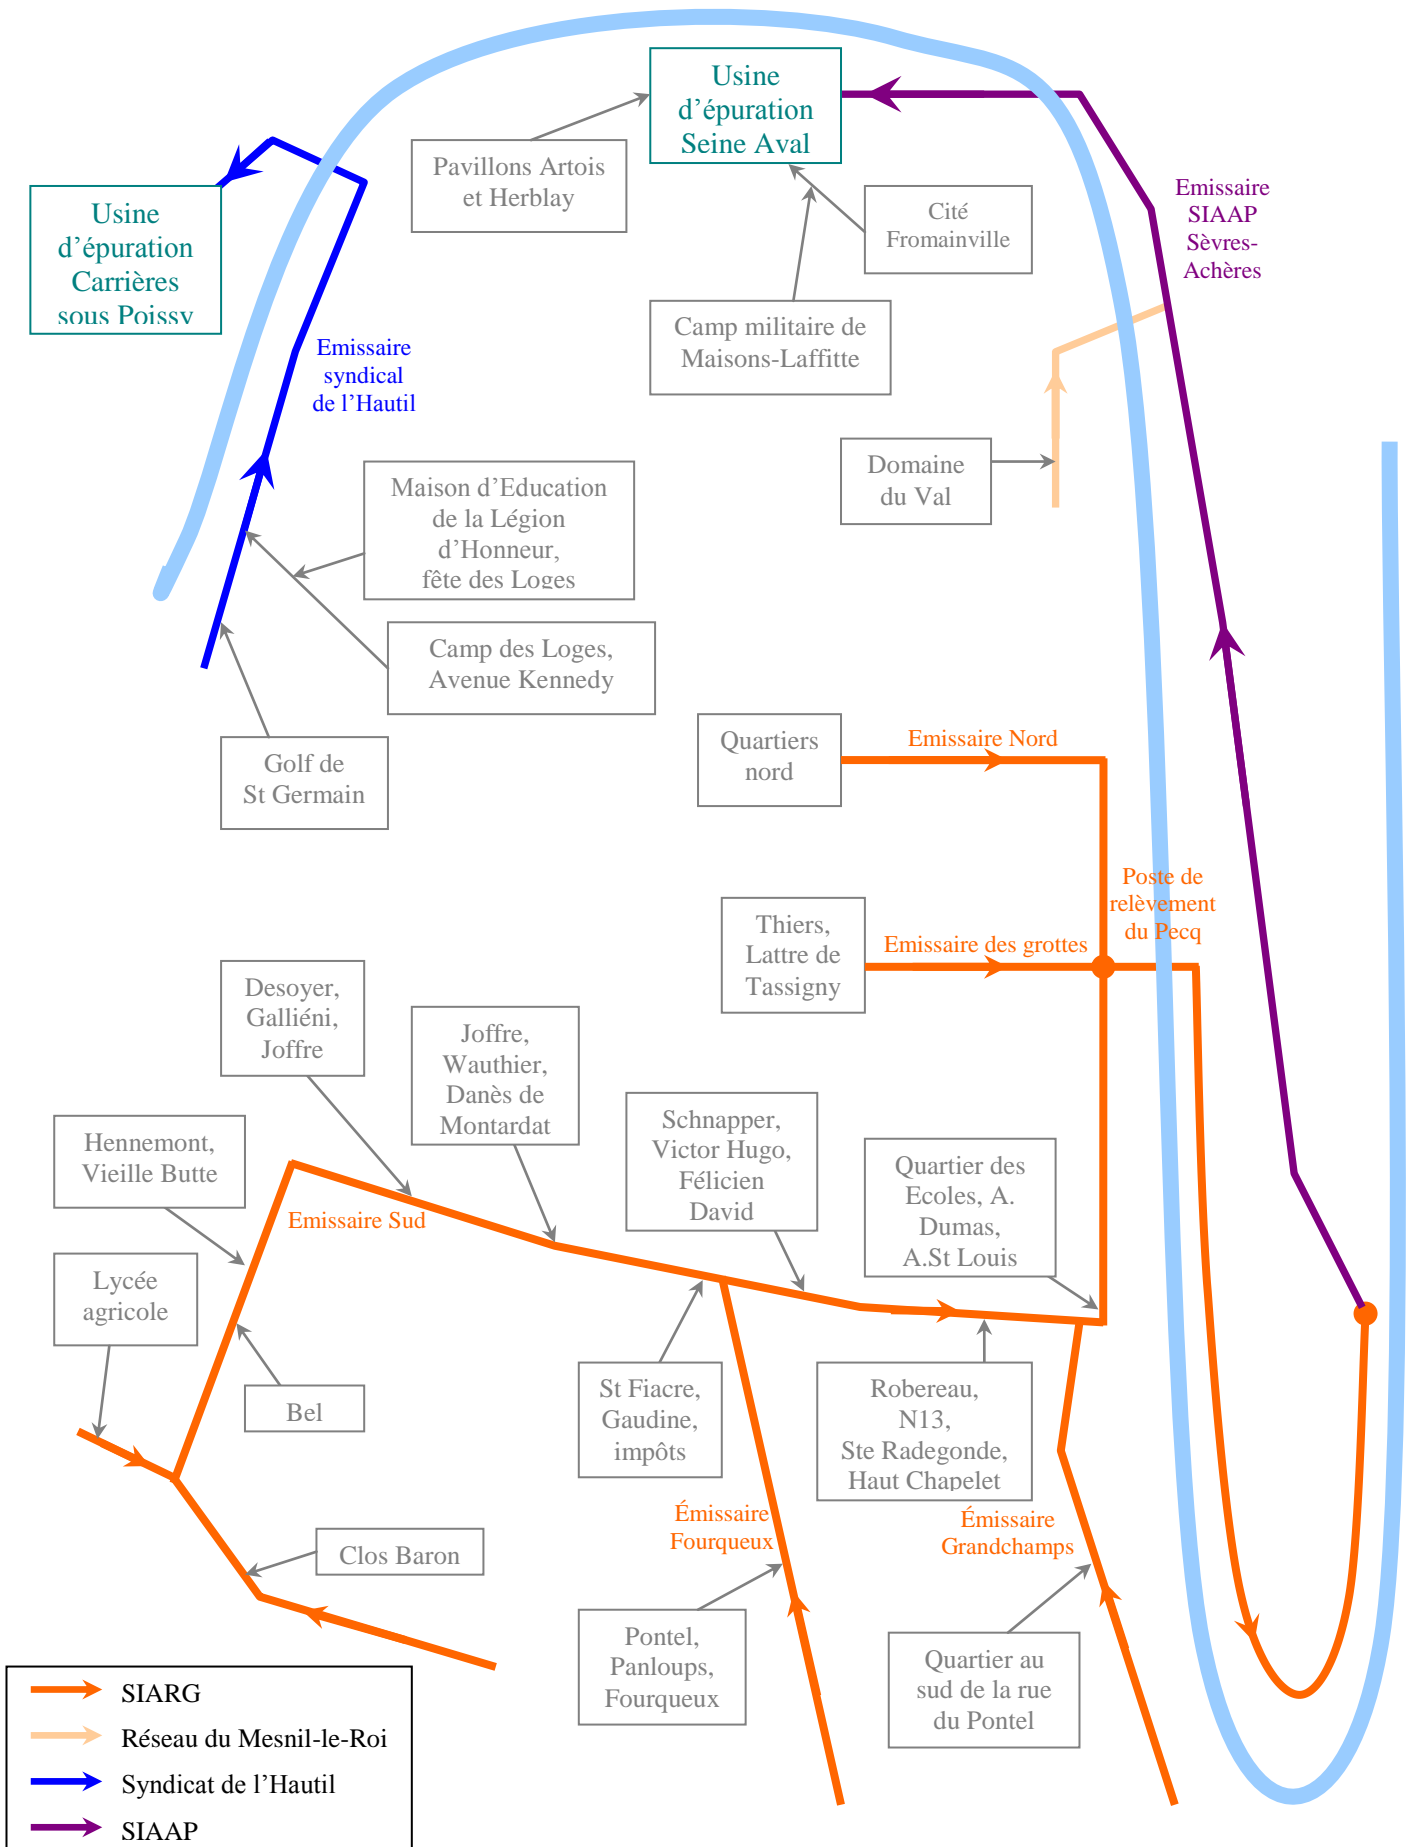 Usine
d’épuration
Seine Aval
Pavillons Artois
et Herblay
Usine
d’épuration
Carrières
sous Poissy
Emissaire
SIAAP
Sèvres-
Achères
Cité
Fromainville
Camp militaire de
Maisons-Laffitte
Emissaire
syndical
de l’Hautil
Domaine
du Val
Maison d’Education
de la Légion
d’Honneur,
fête des Loges
Camp des Loges,
Avenue Kennedy
Golf de
St Germain
Quartiers
nord
Emissaire Nord
Poste de
relèvement
du Pecq
Thiers,
Lattre de
Tassigny
Emissaire des grottes
Desoyer,
Galliéni,
Joffre
Joffre,
Wauthier,
Danès de
Montardat
Schnapper,
Victor Hugo,
Félicien
David
Quartier des
Ecoles, A.
Dumas,
A.St Louis
Hennemont,
Vieille Butte
Emissaire Sud
Lycée
agricole
Bel
St Fiacre,
Gaudine,
impôts
Robereau,
N13,
Ste Radegonde,
Haut Chapelet
Émissaire
Fourqueux
Émissaire
Grandchamps
Clos Baron
Pontel,
Panloups,
Fourqueux
Quartier au
sud de la rue
du Pontel
SIARG
Réseau du Mesnil-le-Roi
Syndicat de l’Hautil
SIAAP